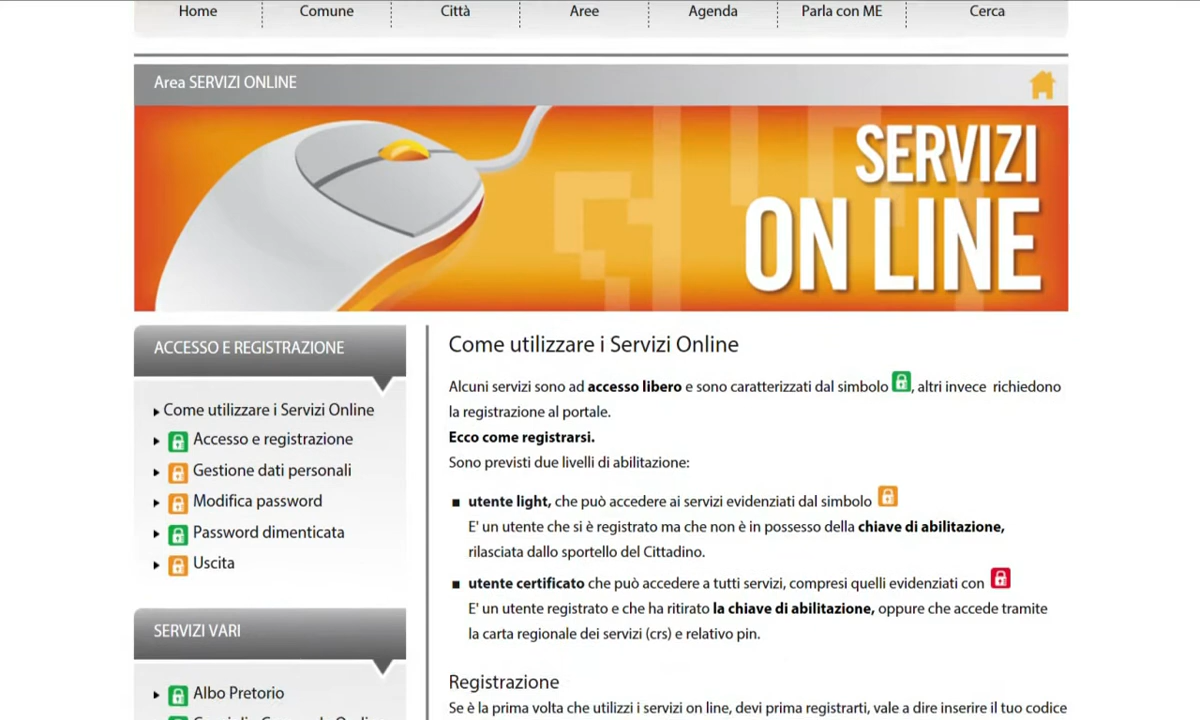 Home Comune Città Aree Agenda Parla con ME Cerca
Area SERVIZI ONLINE
SERVIZI
ON LINE
ACCESSO E REGISTRAZIONE
Come utilizzare i Servizi Online
Accesso e registrazione
Gestione dati personali
Modifica password
Password dimenticata
Uscita
SERVIZI VARI
Albo Pretorio
Come utilizzare i Servizi Online
Alcuni servizi sono ad accesso libero e sono caratterizzati dal simbolo , altri invece richiedono
la registrazione al portale.
Ecco come registrarsi.
Sono previsti due livelli di abilitazione:
utente light, che può accedere ai servizi evidenziati dal simbolo
E' un utente che si è registrato ma che non è in possesso della chiave di abilitazione,
rilasciata dallo sportello del Cittadino.
utente certificato che può accedere a tutti servizi, compresi quelli evidenziati con
E' un utente registrato e che ha ritirato la chiave di abilitazione, oppure che accede tramite
la carta regionale dei servizi (crs) e relativo pin.
Registrazione
Se è la prima volta che utilizzi i servizi on line, devi prima registrarti, vale a dire inserire il tuo codice